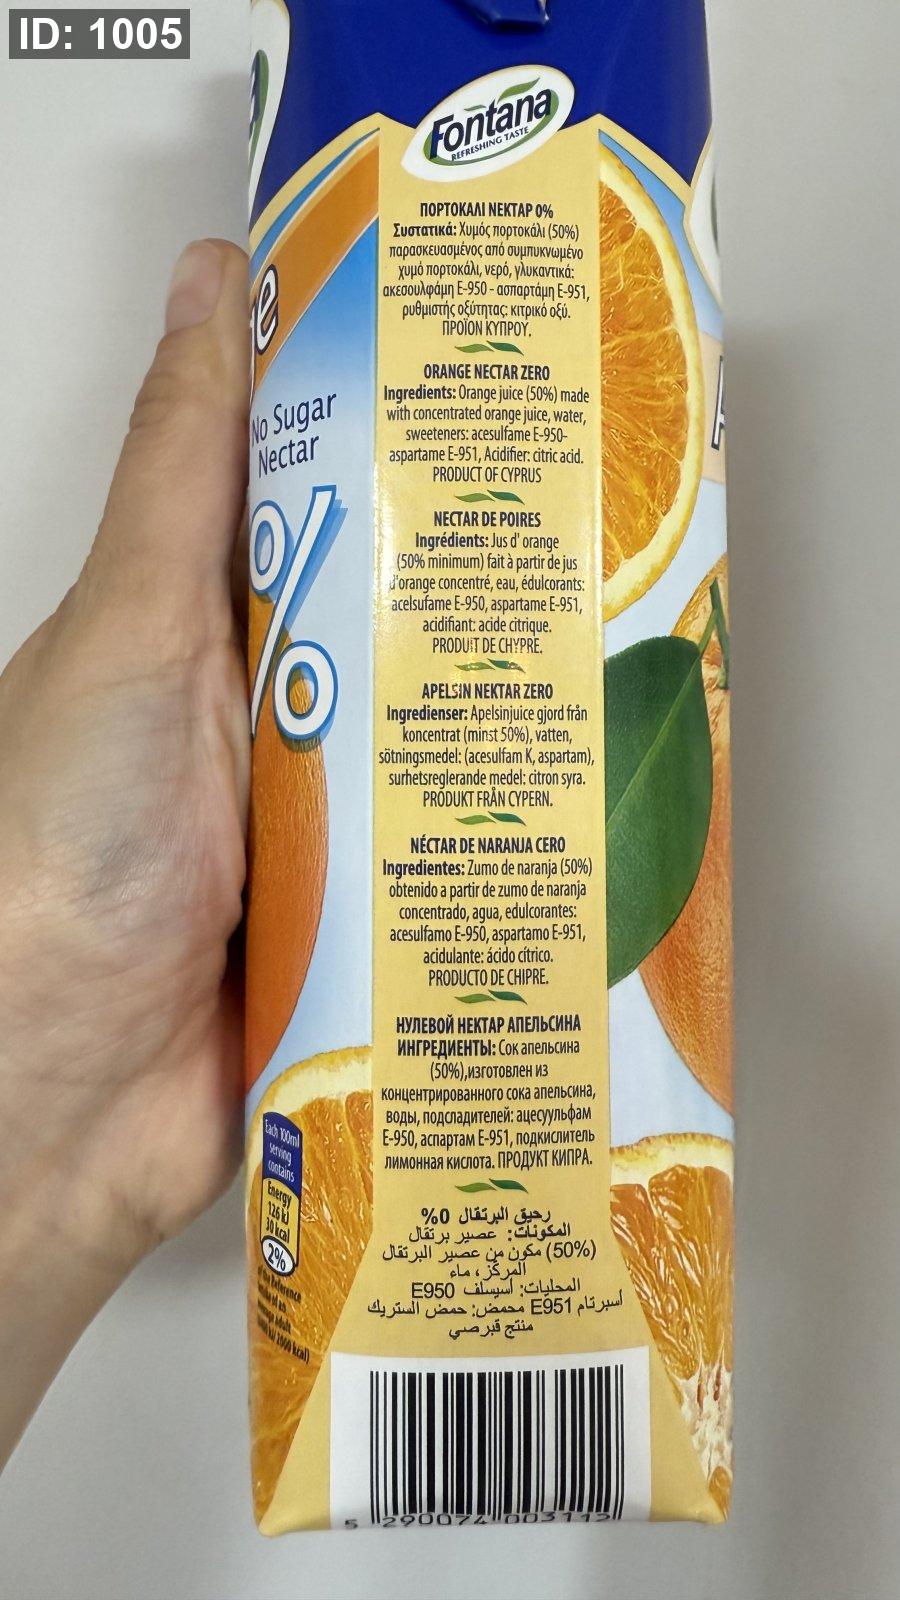 ID: 1005
Fontana
REFRESHING TASTE
ΠΟΡΤΟΚΑΛΙ ΝΕΚΤΑΡ 0%
Συστατικά: Χυμός πορτοκάλι (50%)
παρασκευασμένος από συμπυκνωμένο
χυμό πορτοκάλι, νερό, γλυκαντικά:
ακεσουλφάμη Ε-950 - ασπαρτάμη Ε-951,
ρυθμιστής οξύτητας: κιτρικό οξύ.
ΠΡΟΪΟΝ ΚΥΠΡΟΥ.
ORANGE NECTAR ZERO
Ingredients: Orange juice (50%) made
with concentrated orange juice, water,
sweeteners: acesulfame E-950-
aspartame E-951, Acidifier: citric acid.
PRODUCT OF CYPRUS
NECTAR DE POIRES
Ingrédients: Jus d' orange
(50% minimum) fait à partir de jus
d'orange concentré, eau, édulcorants:
acelsufame E-950, aspartame E-951,
acidifiant: acide citrique.
PRODUIT DE CHYPRE.
APELSIN NEKTAR ZERO
Ingredienser: Apelsinjuice gjord från
koncentrat (minst 50%), vatten,
sötningsmedel: (acesulfam K, aspartam),
surhetsreglerande medel: citron syra.
PRODUKT FRÅN CYPERN.
NÉCTAR DE NARANJA CERO
Ingredientes: Zumo de naranja (50%)
obtenido a partir de zumo de naranja
concentrado, agua, edulcorantes:
acesulfamo E-950, aspartamo E-951,
acidulante: ácido cítrico.
PRODUCTO DE CHIPRE.
НУЛЕВОЙ НЕКТАР АПЕЛЬСИНА
ИНГРЕДИЕНТЫ: Сок апельсина
(50%),изготовлен из
концентрированного сока апельсина,
воды, подсладителей: ацесуульфам
Е-950, аспартам Е-951, подкислитель
лимонная кислота. ПРОДУКТ КИПРА.
رحيق البرتقال 0%
المكونات: عصير برتقال
(50%) مكون من عصير البرتقال
المركز، ماء
المحليات: أسيسلف E950
أسبرتام E951 محمض: حمض الستريك
منتج قبرصي
5 290074 003112
No Sugar
Nectar
%
Each 100ml
serving
contains
Energy
126 kJ
30 kcal
2%